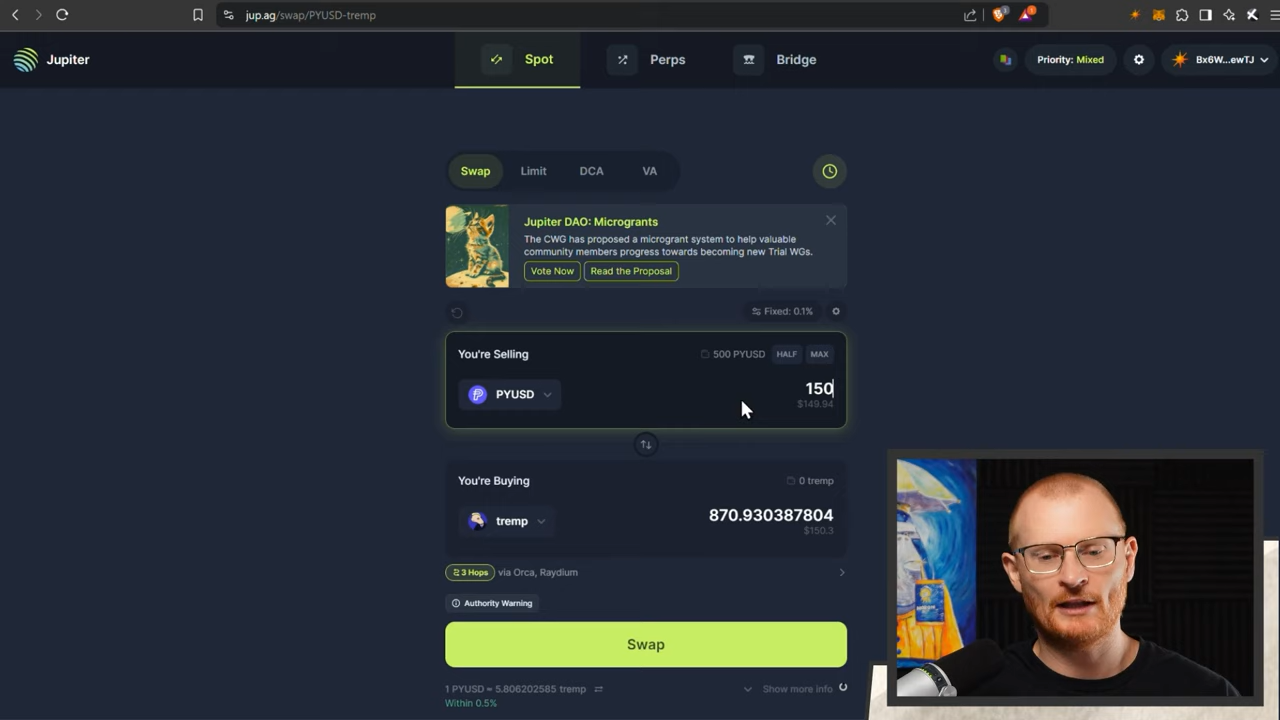 jup.ag/swap/PYUSD-tremp
Jupiter
Spot
Perps
Bridge
Priority: Mixed
Bx6W...ewTJ
Swap
Limit
DCA
VA
Jupiter DAO: Microgrants
The CWG has proposed a microgrant system to help valuable
community members progress towards becoming new Trial WGs.
Vote Now
Read the Proposal
Fixed: 0.1%
You're Selling
500 PYUSD
HALF
MAX
PYUSD
150
$149.94
You're Buying
0 tremp
tremp
870.930387804
$150.3
3 Hops
via Orca, Raydium
Authority Warning
Swap
1 PYUSD = 5.806202585 tremp
Show more info
Within 0.5%